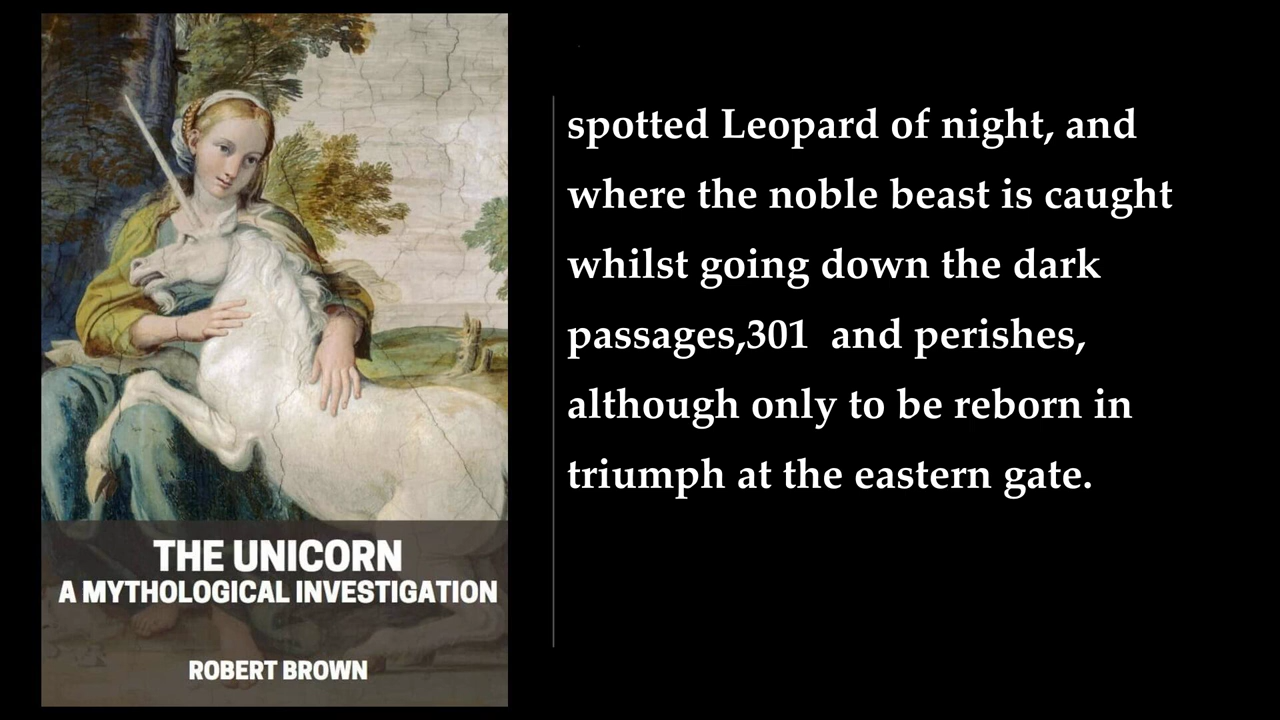 spotted Leopard of night, and
where the noble beast is caught
whilst going down the dark
passages,301  and perishes,
although only to be reborn in
triumph at the eastern gate.
THE UNICORN
A MYTHOLOGICAL INVESTIGATION
ROBERT BROWN